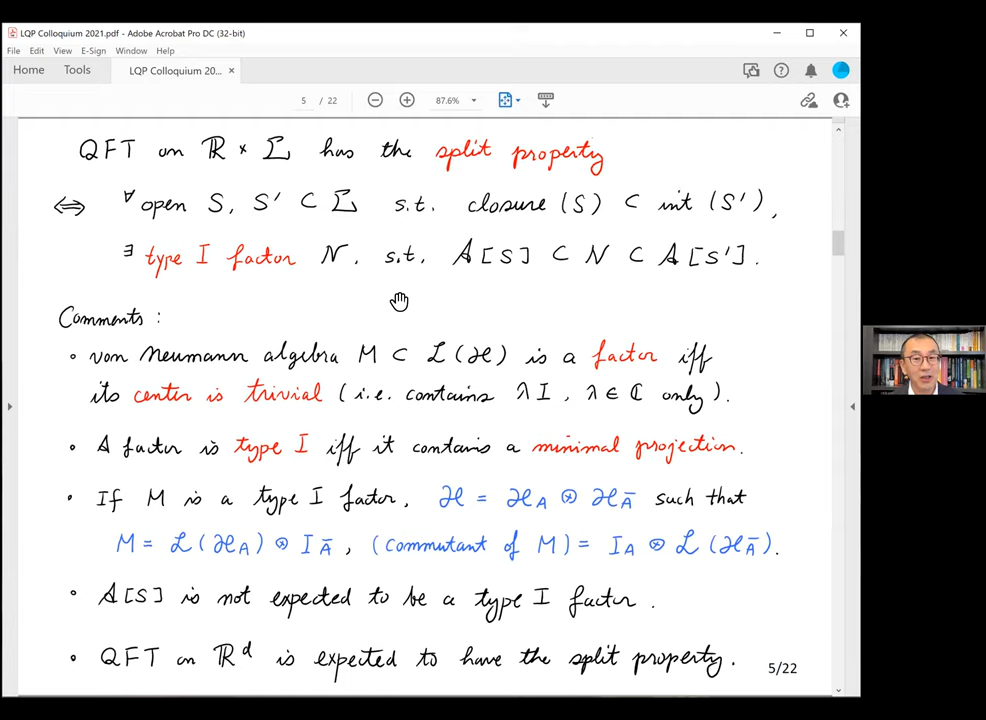 LQP Colloquium 2021.pdf - Adobe Acrobat Pro DC (32-bit)
File Edit View E-Sign Window Help
Home Tools LQP Colloquium 20... ×
5 / 22 87.6%
QFT on ℝ × Σ has the split property
⇔ ∀ open S, S' ⊂ Σ s.t. closure (S) ⊂ int (S'),
∃ type I factor N. s.t. A[S] ⊂ N ⊂ A[S'].
Comments :
• von Neumann algebra M ⊂ L(ℋ) is a factor iff
its center is trivial (i.e. contains λI, λ∈ℂ only).
• A factor is type I iff it contains a minimal projection.
• If M is a type I factor, ℋ = ℋ_A ⊗ ℋ_Ā such that
M = L(ℋ_A) ⊗ I_Ā, (commutant of M) = I_A ⊗ L(ℋ_Ā).
• A[S] is not expected to be a type I factor.
• QFT on ℝ^d is expected to have the split property.
5/22